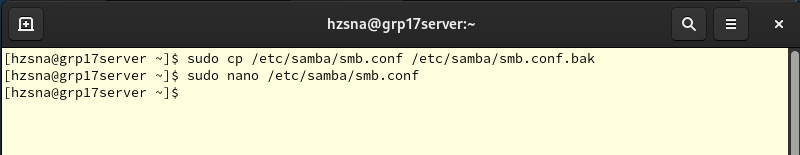 hzsna@grp17server:~
[hzsna@grp17server ~]$ sudo cp /etc/samba/smb.conf /etc/samba/smb.conf.bak
[hzsna@grp17server ~]$ sudo nano /etc/samba/smb.conf
[hzsna@grp17server ~]$